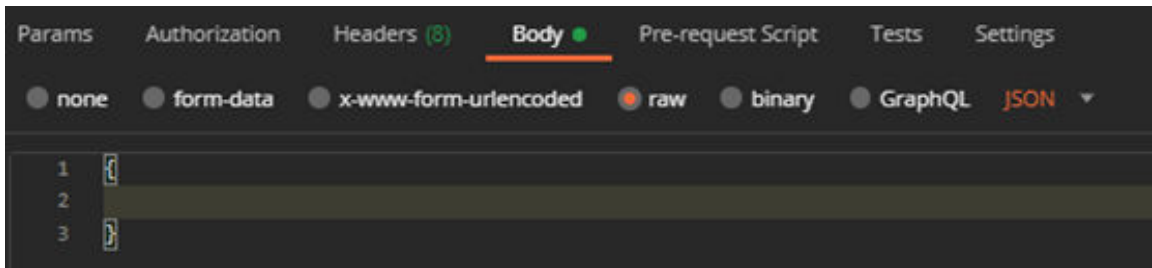 Params Authorization Headers (8) Body Pre-request Script Tests Settings
none form-data x-www-form-urlencoded raw binary GraphQL JSON
1 {
2
3 }